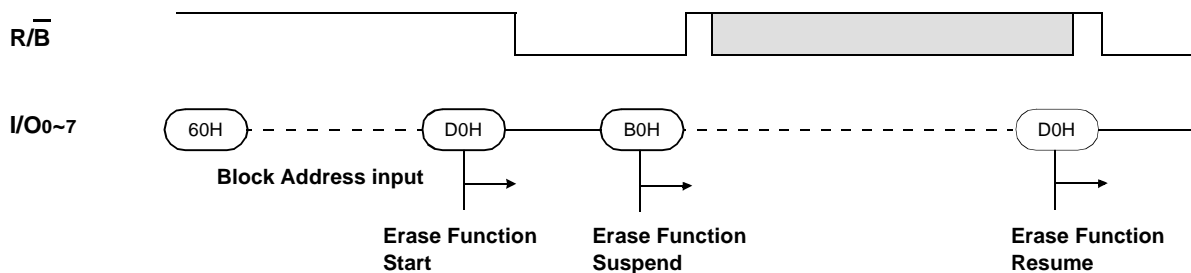 R/B̅
I/O0~7
60H
D0H
B0H
D0H
Block Address input
Erase Function
Start
Erase Function
Suspend
Erase Function
Resume